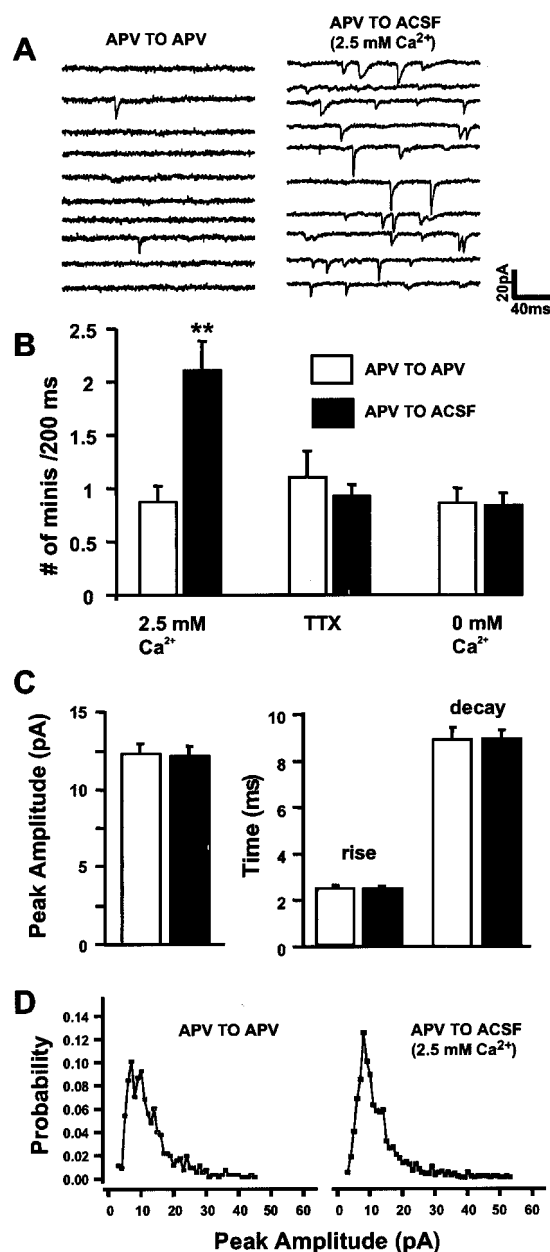 A
APV TO APV
APV TO ACSF
(2.5 mM Ca²⁺)
20pA
40ms
B
# of minis /200 ms
2.5
2
1.5
1
0.5
0
**
APV TO APV
APV TO ACSF
2.5 mM
Ca²⁺
TTX
0 mM
Ca²⁺
C
Peak Amplitude (pA)
15
12
5
0
Time (ms)
10
8
6
4
2
0
rise
decay
D
Probability
0.14
0.12
0.10
0.08
0.06
0.04
0.02
0.00
APV TO APV
APV TO ACSF
(2.5 mM Ca²⁺)
0 10 20 30 40 50 60
0 10 20 30 40 50 60
Peak Amplitude (pA)